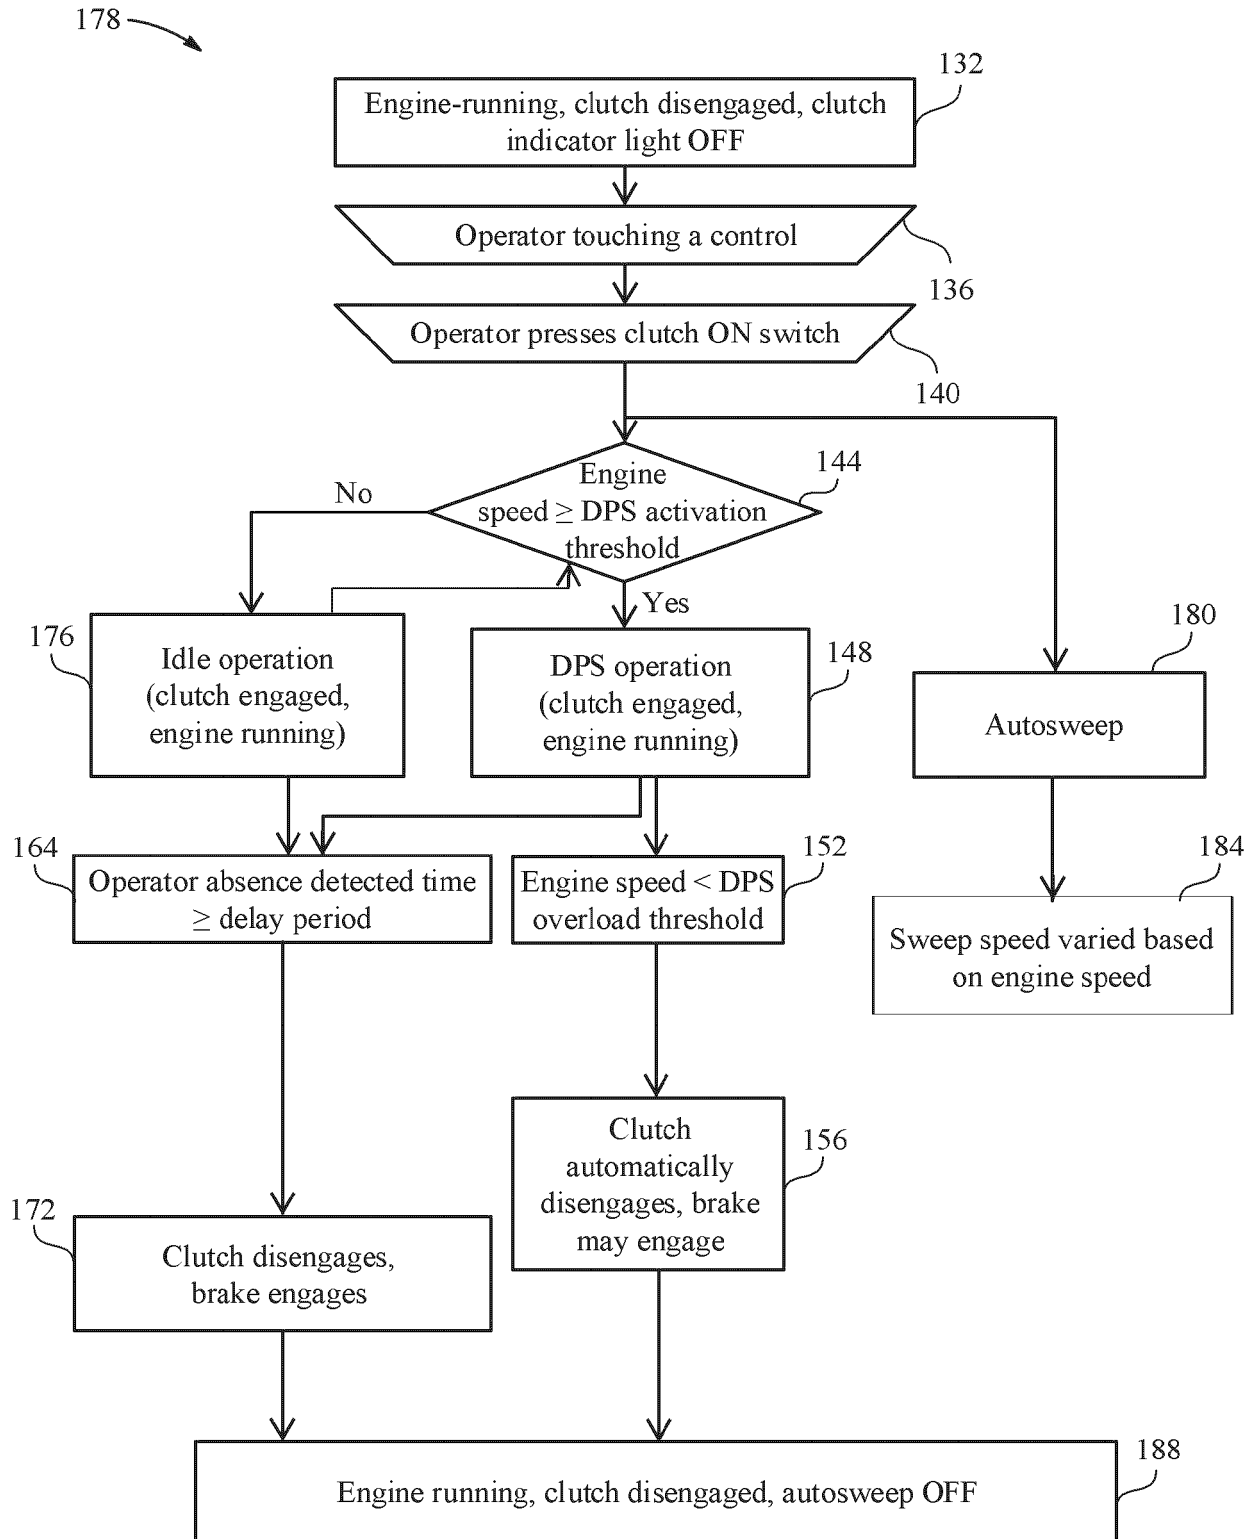 178
132
Engine-running, clutch disengaged, clutch
indicator light OFF
Operator touching a control
136
Operator presses clutch ON switch
140
Engine
speed ≥ DPS activation
threshold
144
No
Yes
176
Idle operation
(clutch engaged,
engine running)
DPS operation
(clutch engaged,
engine running)
148
180
Autosweep
164
Operator absence detected time
≥ delay period
Engine speed < DPS
overload threshold
152
184
Sweep speed varied based
on engine speed
Clutch
automatically
disengages, brake
may engage
156
172
Clutch disengages,
brake engages
188
Engine running, clutch disengaged, autosweep OFF